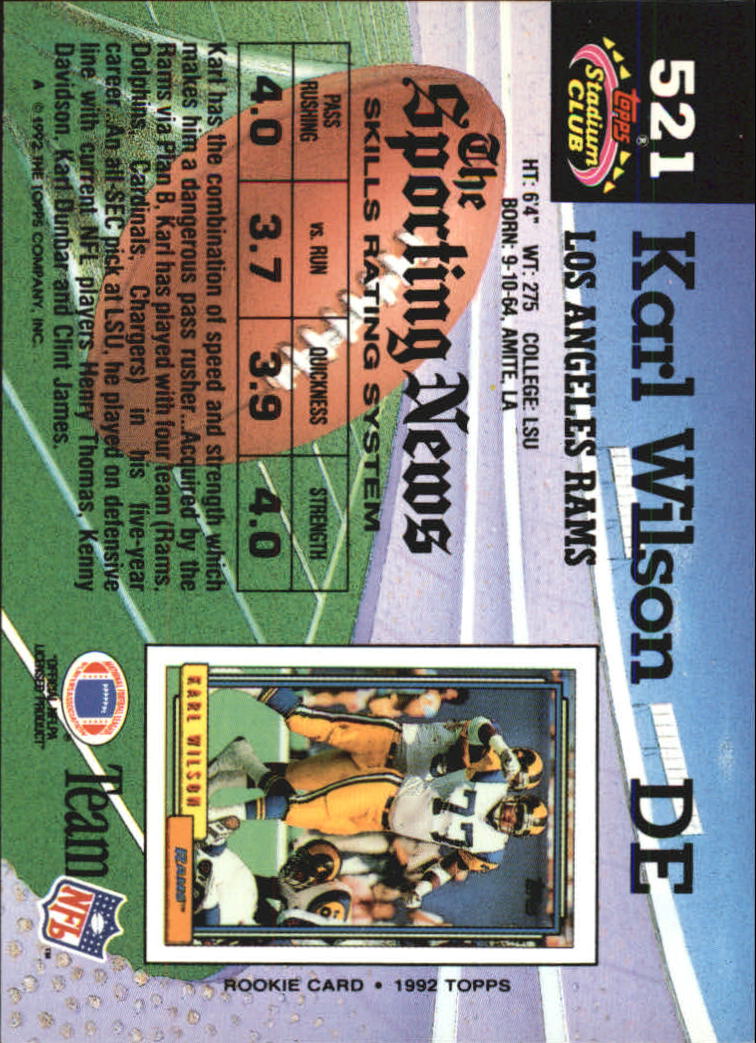 521
topps®
Stadium
CLUB
Karl Wilson DE
LOS ANGELES RAMS
HT: 6'4" WT: 275 COLLEGE: LSU
BORN: 9-10-64, AMITE, LA
The
Sporting News
SKILLS RATING SYSTEM
PASS RUSHING vs. RUN QUICKNESS STRENGTH
4.0 3.7 3.9 4.0
Karl has the combination of speed and strength which
makes him a dangerous pass rusher. Acquired by the
Rams via Plan B, Karl has played with four team (Rams,
Dolphins, Cardinals, Chargers) in his five-year
career. An all-SEC pick at LSU, he played on defensive
line with current NFL players Henry Thomas, Kenny
Davidson, Karl Dunbar and Clint James.
A © 1992 THE TOPPS COMPANY, INC.
77
KARL WILSON
RAMS™
ROOKIE CARD • 1992 TOPPS
"OFFICIAL NFLPA
LICENSED PRODUCT"
Team
NFL
™